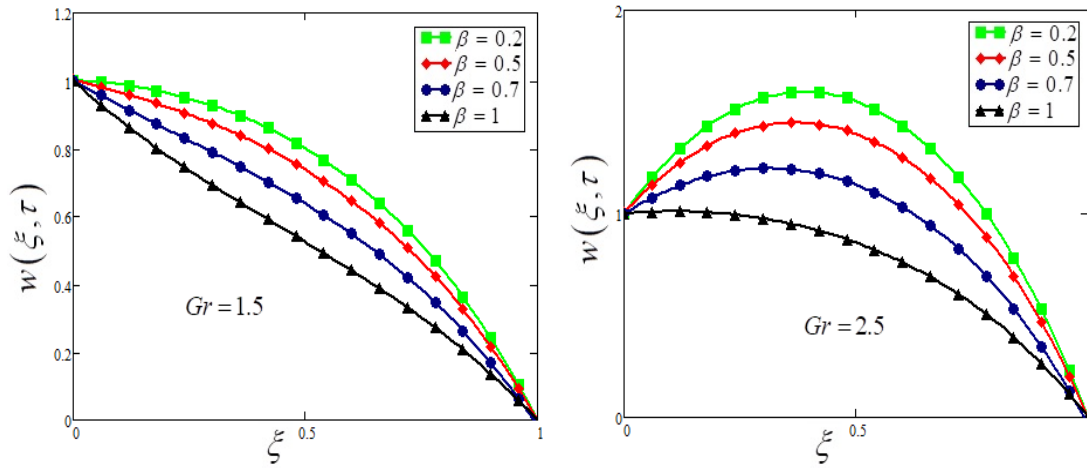 1.2
1
0.8
0.6
0.4
0.2
0
w(ξ,τ)
β = 0.2
β = 0.5
β = 0.7
β = 1
Gr = 1.5
0
0.5
1
ξ
2
1
0
w(ξ,τ)
β = 0.2
β = 0.5
β = 0.7
β = 1
Gr = 2.5
0
0.5
ξ